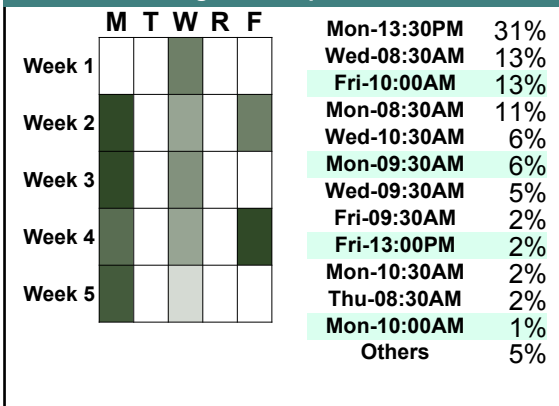 M T W R F
Week 1
Week 2
Week 3
Week 4
Week 5
Mon-13:30PM 31%
Wed-08:30AM 13%
Fri-10:00AM 13%
Mon-08:30AM 11%
Wed-10:30AM 6%
Mon-09:30AM 6%
Wed-09:30AM 5%
Fri-09:30AM 2%
Fri-13:00PM 2%
Mon-10:30AM 2%
Thu-08:30AM 2%
Mon-10:00AM 1%
Others 5%